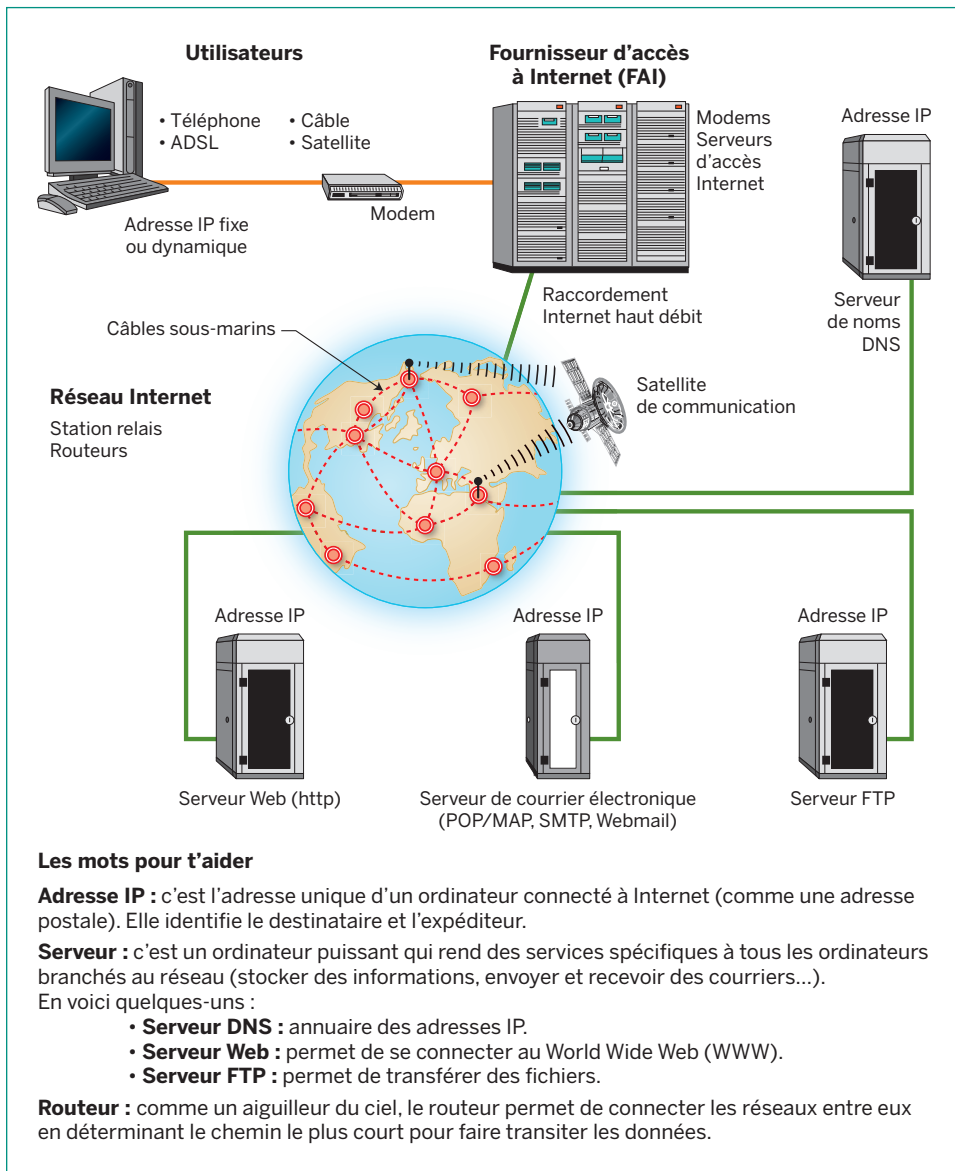 Utilisateurs
Fournisseur d'accès
à Internet (FAI)
• Téléphone
• ADSL
• Câble
• Satellite
Modem
Adresse IP fixe
ou dynamique
Modems
Serveurs
d'accès
Internet
Adresse IP
Serveur
de noms
DNS
Raccordement
Internet haut débit
Câbles sous-marins
Réseau Internet
Station relais
Routeurs
Satellite
de communication
Adresse IP
Serveur Web (http)
Adresse IP
Serveur de courrier électronique
(POP/MAP, SMTP, Webmail)
Adresse IP
Serveur FTP
Les mots pour t'aider
Adresse IP : c'est l'adresse unique d'un ordinateur connecté à Internet (comme une adresse
postale). Elle identifie le destinataire et l'expéditeur.
Serveur : c'est un ordinateur puissant qui rend des services spécifiques à tous les ordinateurs
branchés au réseau (stocker des informations, envoyer et recevoir des courriers...).
En voici quelques-uns :
• Serveur DNS : annuaire des adresses IP.
• Serveur Web : permet de se connecter au World Wide Web (WWW).
• Serveur FTP : permet de transférer des fichiers.
Routeur : comme un aiguilleur du ciel, le routeur permet de connecter les réseaux entre eux
en déterminant le chemin le plus court pour faire transiter les données.